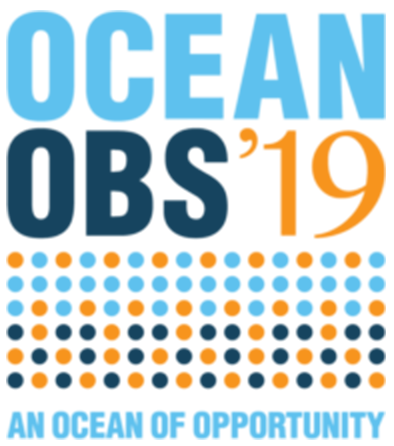 OCEAN
OBS ’19
AN OCEAN OF OPPORTUNITY